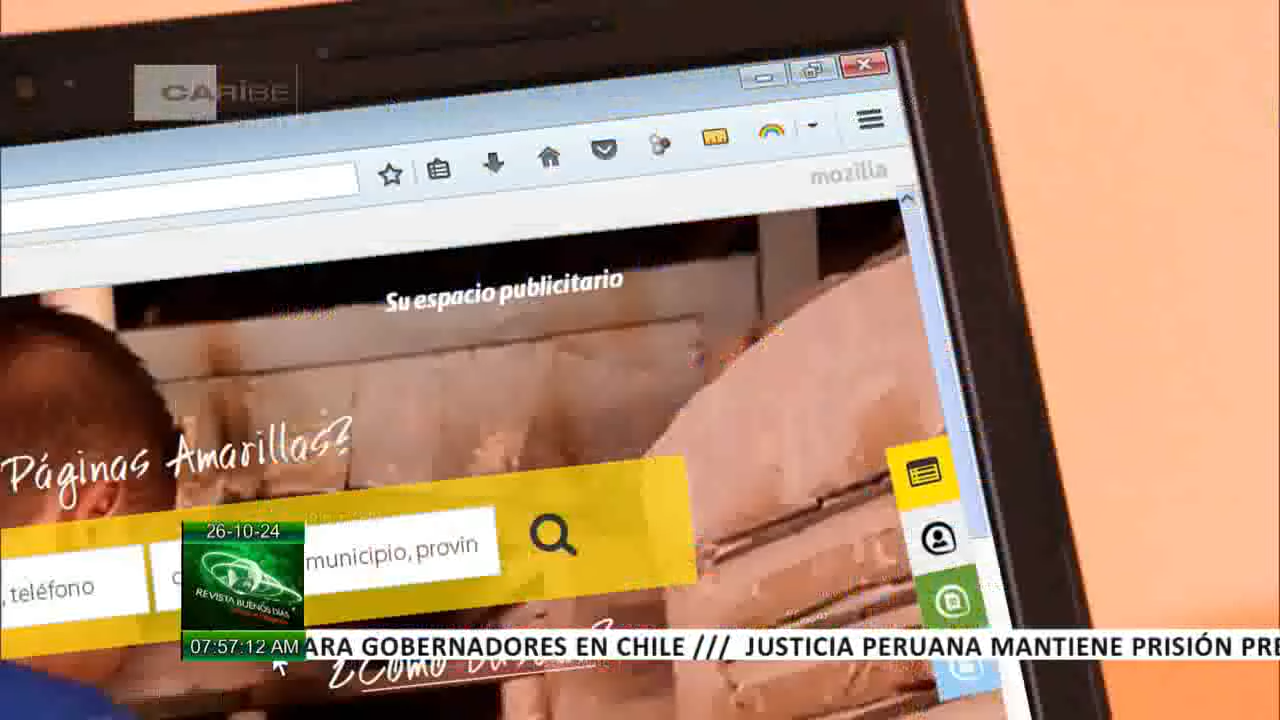 CARIBE
mozilla
Su espacio publicitario
Páginas Amarillas?
, teléfono
municipio, provin
26-10-24
REVISTA BUENOS DÍAS
07:57:12 AM
ARA GOBERNADORES EN CHILE /// JUSTICIA PERUANA MANTIENE PRISIÓN PRE
¿Cómo